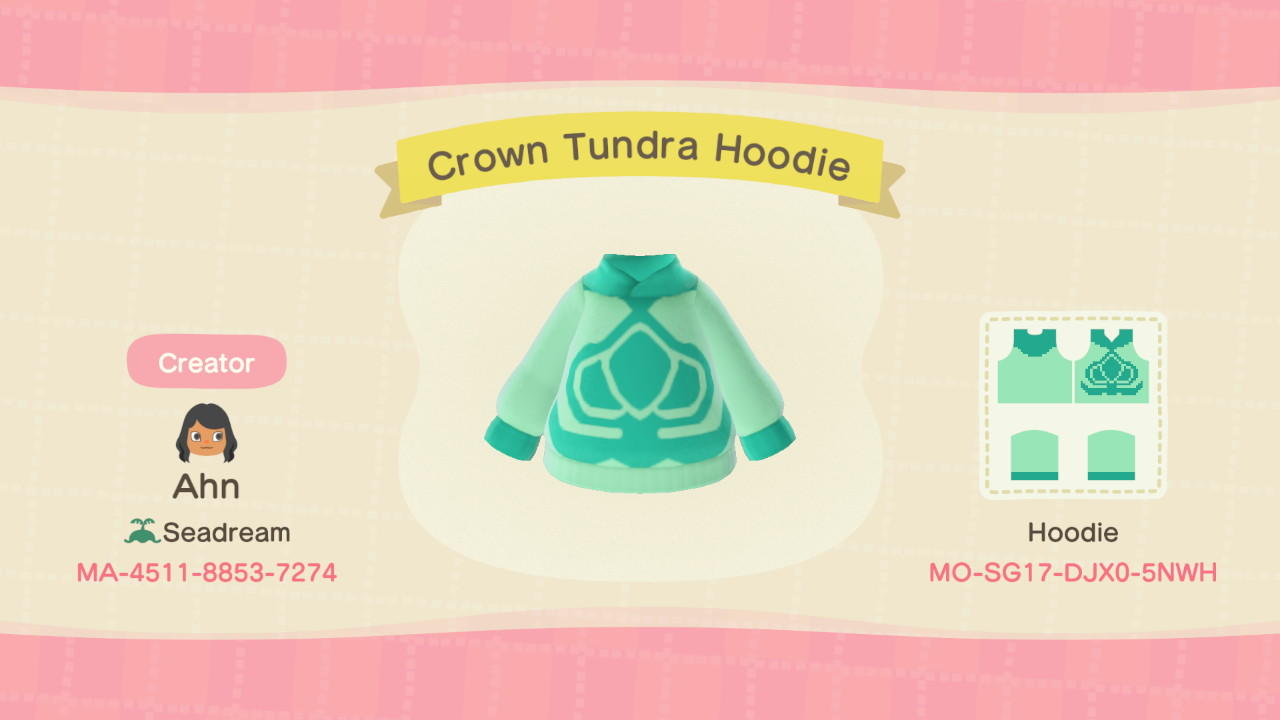 Crown Tundra Hoodie
Creator
Ahn
Seadream
MA-4511-8853-7274
Hoodie
MO-SG17-DJX0-5NWH